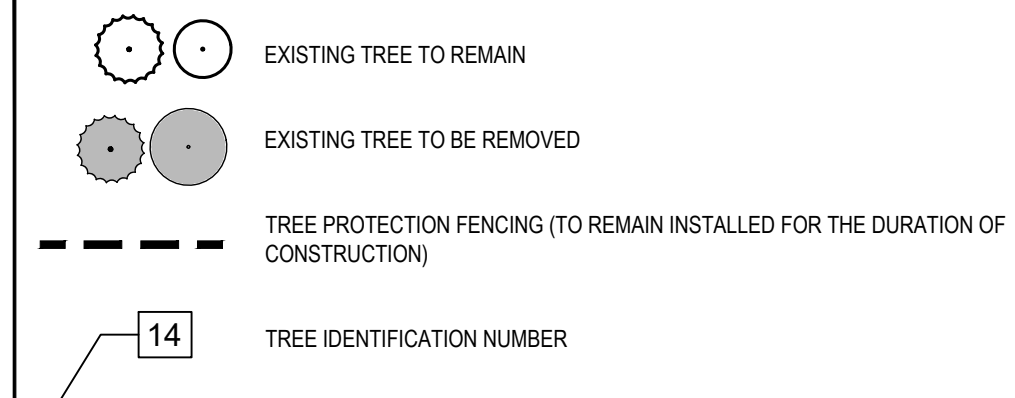 EXISTING TREE TO REMAIN
EXISTING TREE TO BE REMOVED
TREE PROTECTION FENCING (TO REMAIN INSTALLED FOR THE DURATION OF
CONSTRUCTION)
14
TREE IDENTIFICATION NUMBER